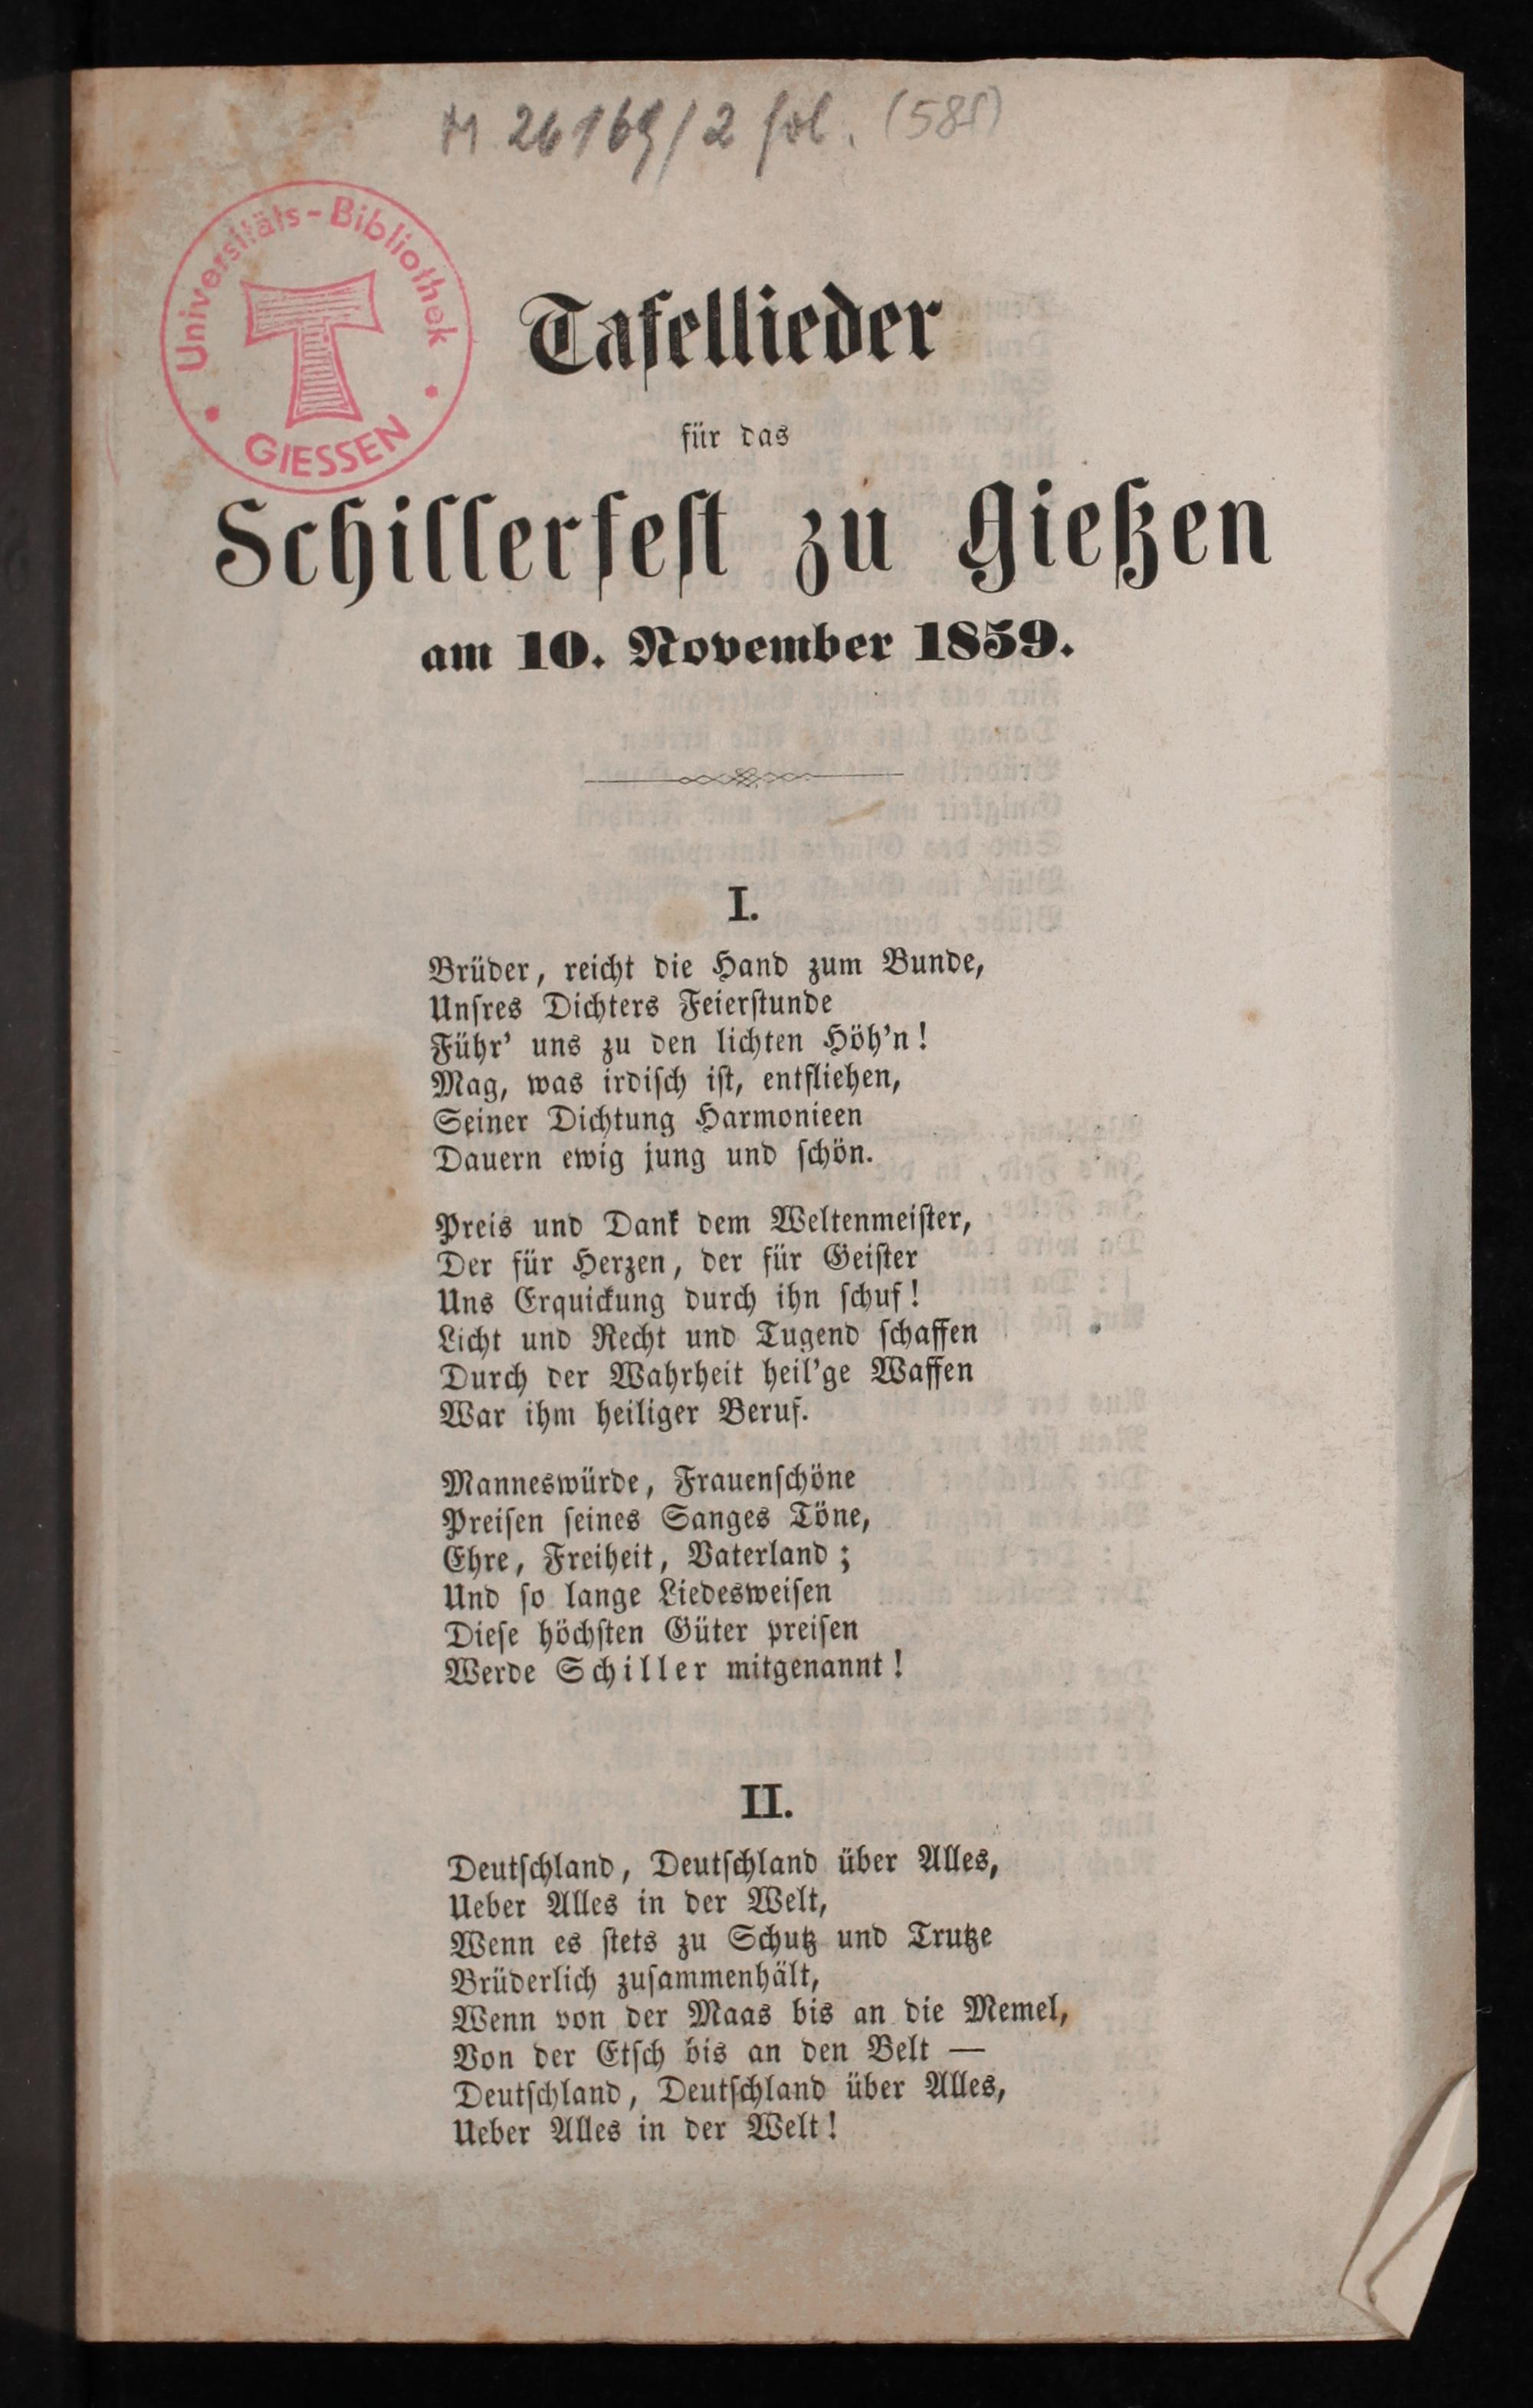 M 26169/2 fol. (58f)
Universitäts-Bibliothek
GIESSEN
Tafellieder
für das
Schillerfest zu Gießen
am 10. November 1859.
I.
Brüder, reicht die Hand zum Bunde,
Unſres Dichters Feierſtunde
Führ' uns zu den lichten Höh'n!
Mag, was irdiſch iſt, entfliehen,
Seiner Dichtung Harmonieen
Dauern ewig jung und ſchön.
Preis und Dank dem Weltenmeiſter,
Der für Herzen, der für Geiſter
Uns Erquickung durch ihn ſchuf!
Licht und Recht und Tugend ſchaffen
Durch der Wahrheit heil'ge Waffen
War ihm heiliger Beruf.
Manneswürde, Frauenſchöne
Preiſen ſeines Sanges Töne,
Ehre, Freiheit, Vaterland;
Und ſo lange Liedesweiſen
Dieſe höchſten Güter preiſen
Werde Schiller mitgenannt!
II.
Deutſchland, Deutſchland über Alles,
Ueber Alles in der Welt,
Wenn es ſtets zu Schutz und Trutze
Brüderlich zuſammenhält,
Wenn von der Maas bis an die Memel,
Von der Etſch bis an den Belt —
Deutſchland, Deutſchland über Alles,
Ueber Alles in der Welt!